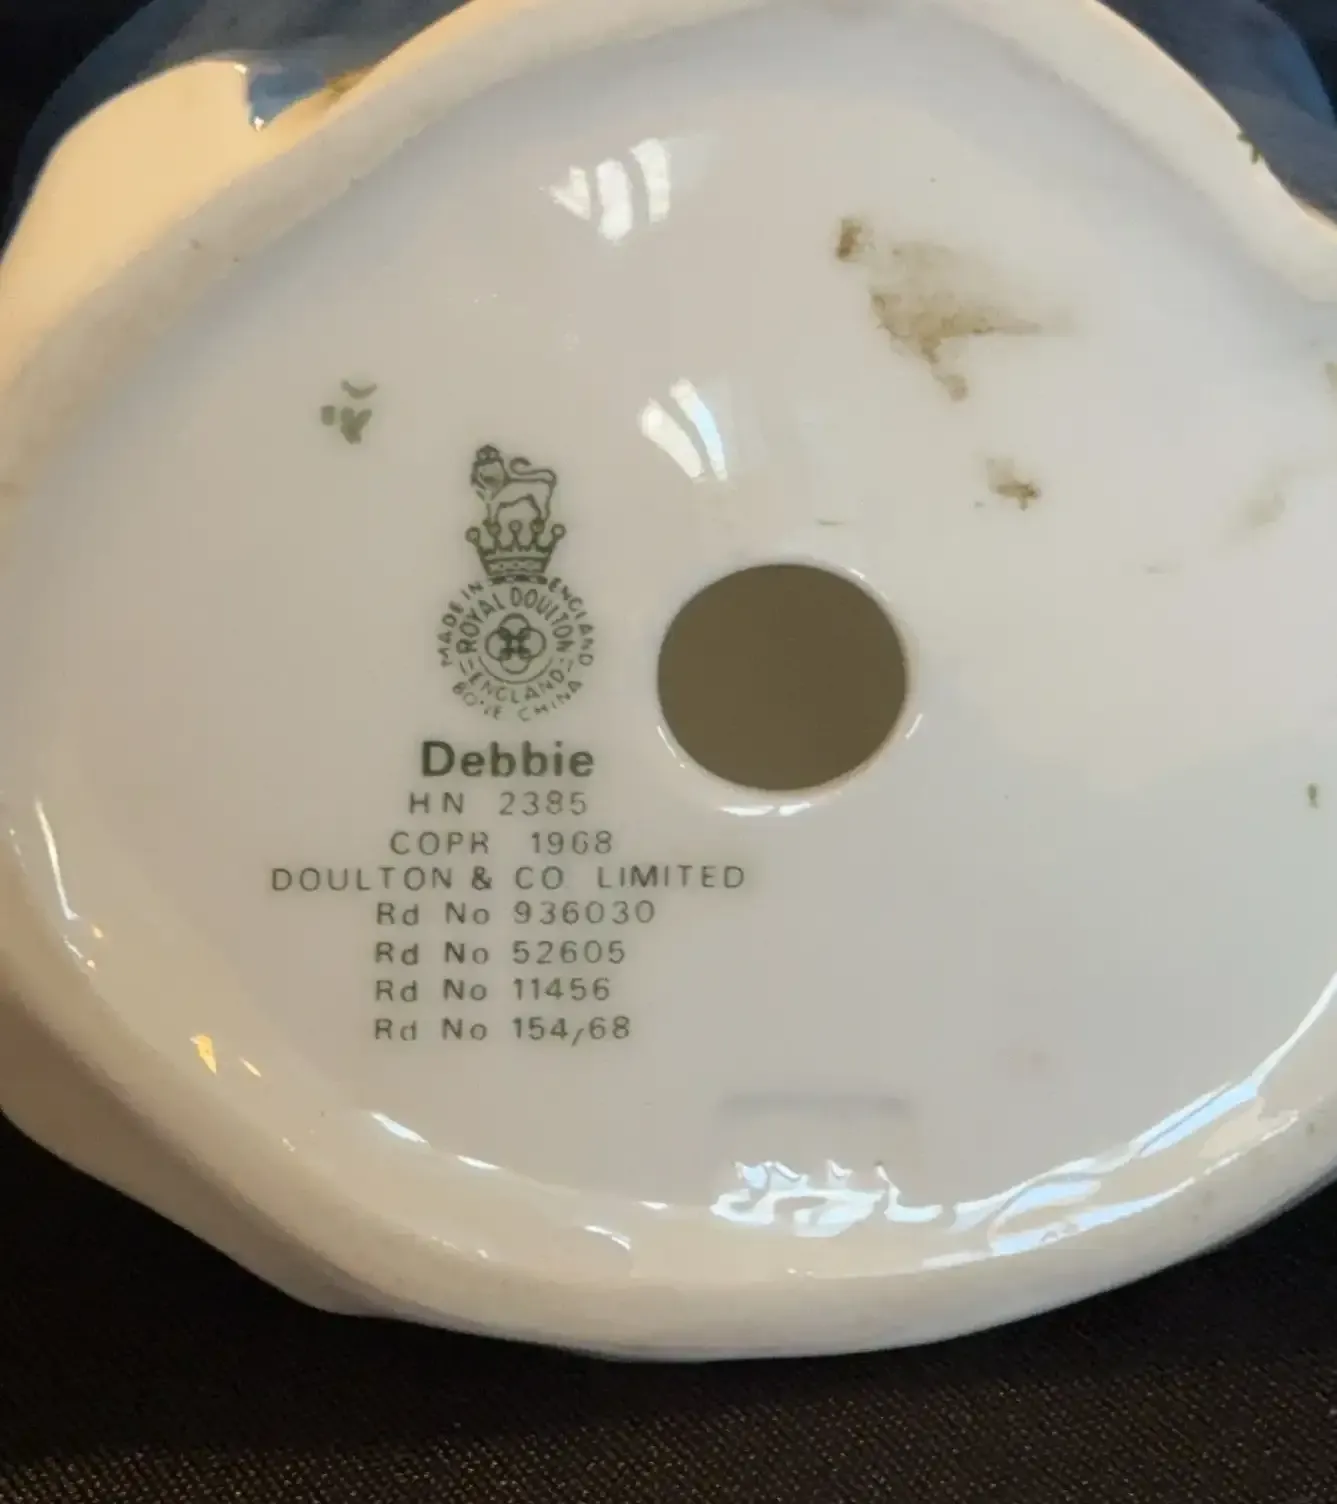 MADE IN ENGLAND
ROYAL DOULTON
ENGLAND
BONE CHINA
Debbie
HN 2385
COPR 1968
DOULTON & CO LIMITED
Rd No 936030
Rd No 52605
Rd No 11456
Rd No 154/68